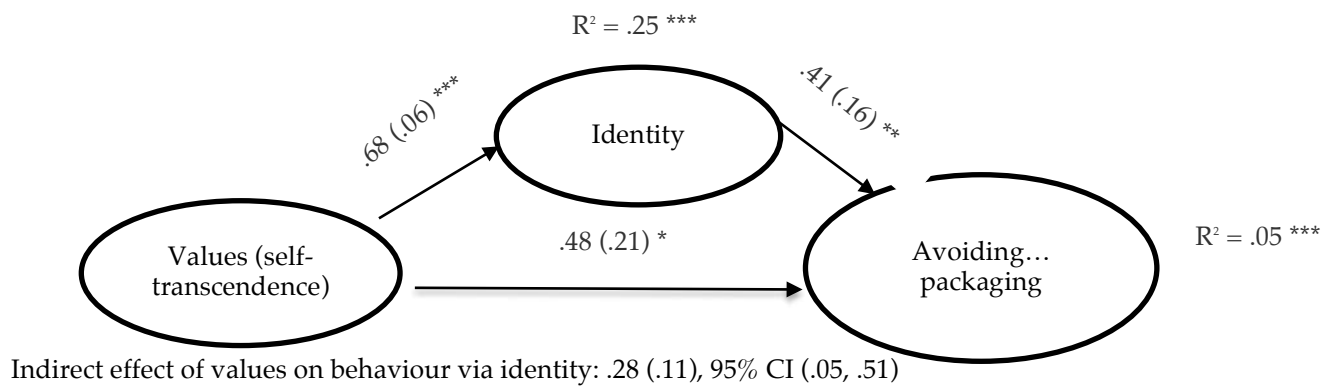 R² = .25 ***
.68 (.06) ***
Identity
.41 (.16) **
.48 (.21) *
Values (self-
transcendence)
Avoiding…
packaging
R² = .05 ***
Indirect effect of values on behaviour via identity: .28 (.11), 95% CI (.05, .51)